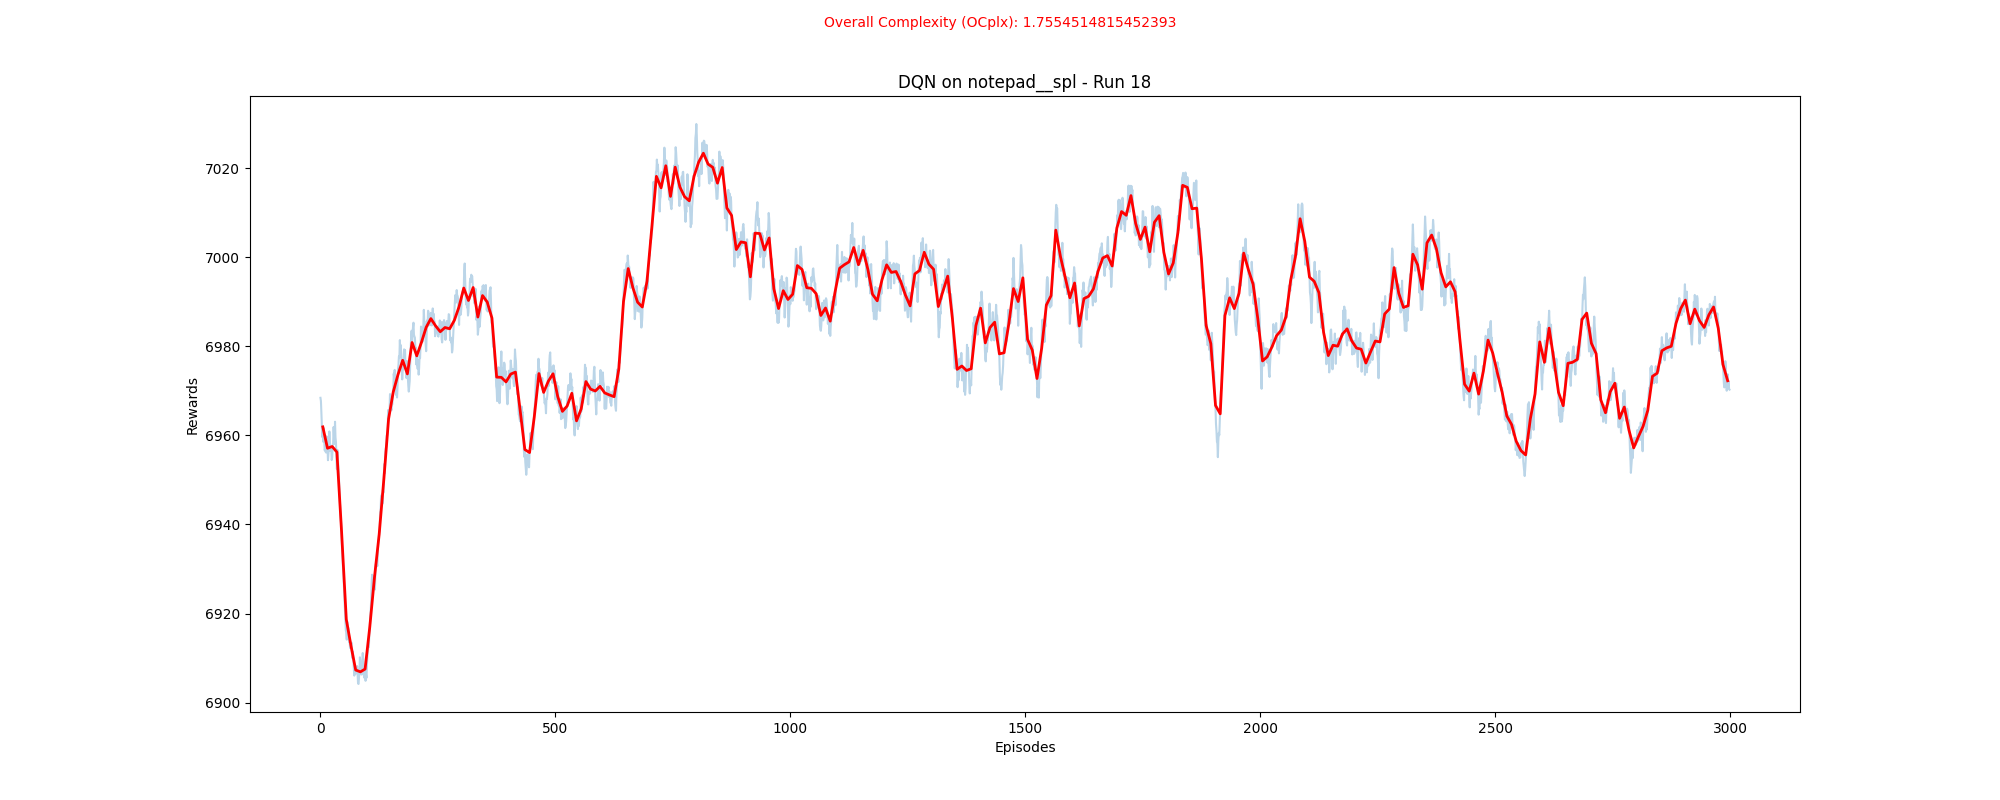 Overall Complexity (OCplx): 1.7554514815452393
DQN on notepad__spl - Run 18
Rewards
7020
7000
6980
6960
6940
6920
6900
0 500 1000 1500 2000 2500 3000
Episodes